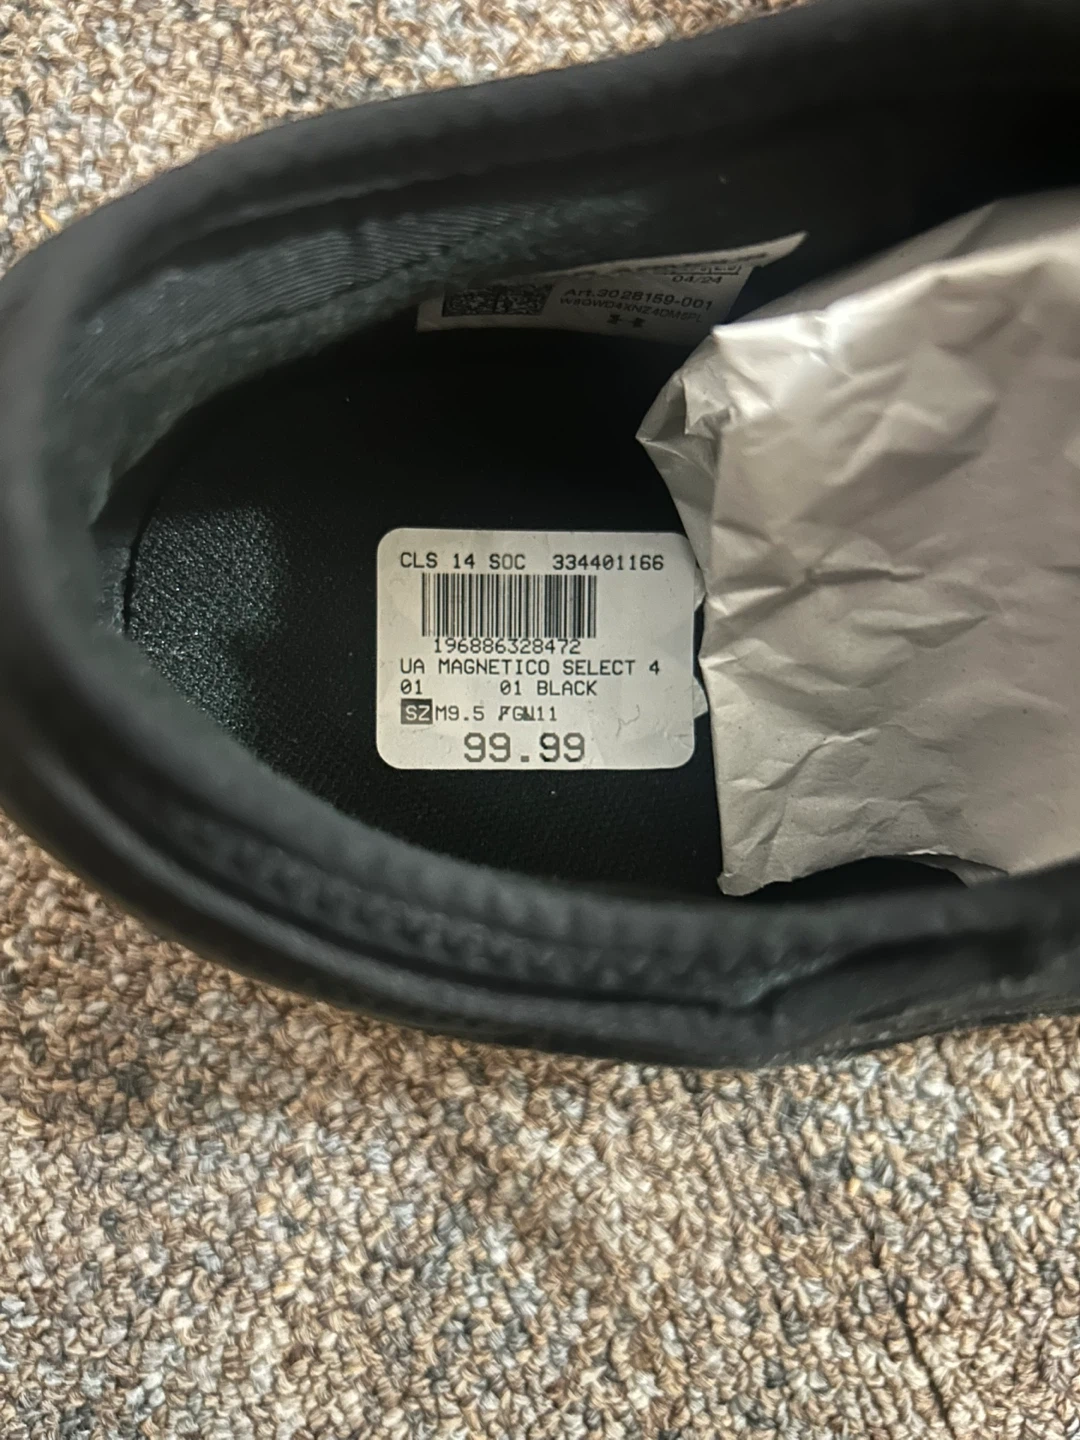 04/24
Art.3028159-001
CLS 14 SOC 334401166
196886328472
UA MAGNETICO SELECT 4
01 01 BLACK
SZ M9.5 /W11
99.99